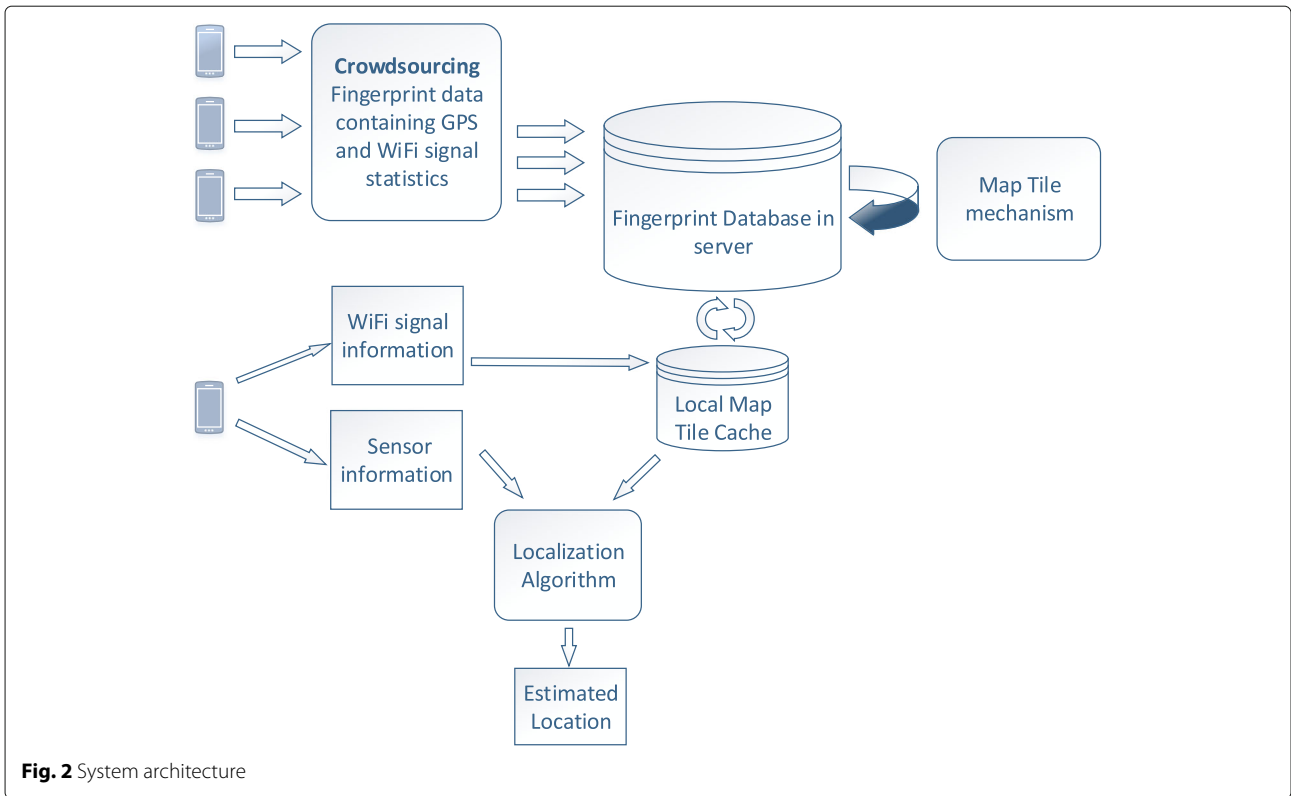 Crowdsourcing
Fingerprint data
containing GPS
and WiFi signal
statistics
Fingerprint Database in
server
Map Tile
mechanism
WiFi signal
information
Local Map
Tile Cache
Sensor
information
Localization
Algorithm
Estimated
Location
Fig. 2 System architecture